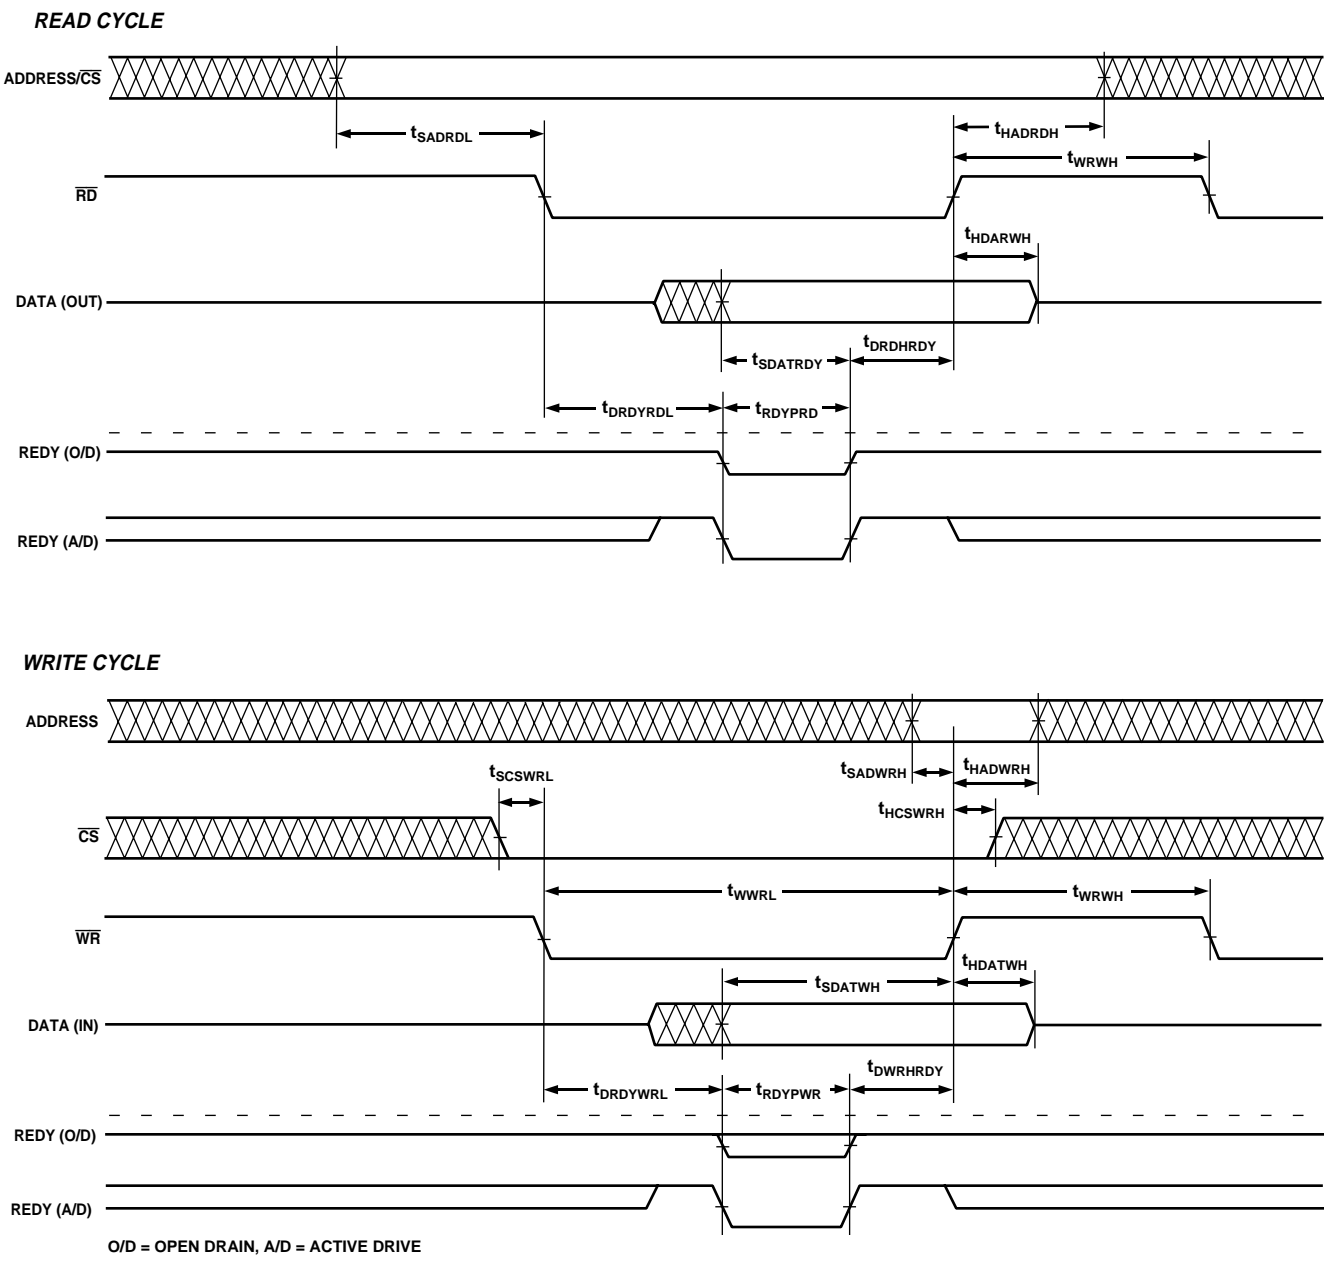 READ CYCLE
ADDRESS/CS
tSADRDL
tHADRDH
tWRWH
RD
tHDARWH
DATA (OUT)
tSDATRDY
tDRDHRDY
tDRDYRDL
tRDYPRD
REDY (O/D)
REDY (A/D)
WRITE CYCLE
ADDRESS
tSCSWRL
tSADWRH
tHADWRH
tHCSWRH
CS
tWWRL
tWRWH
WR
tSDATWH
tHDATWH
DATA (IN)
tDWRHRDY
tDRDYWRL
tRDYPWR
REDY (O/D)
REDY (A/D)
O/D = OPEN DRAIN, A/D = ACTIVE DRIVE